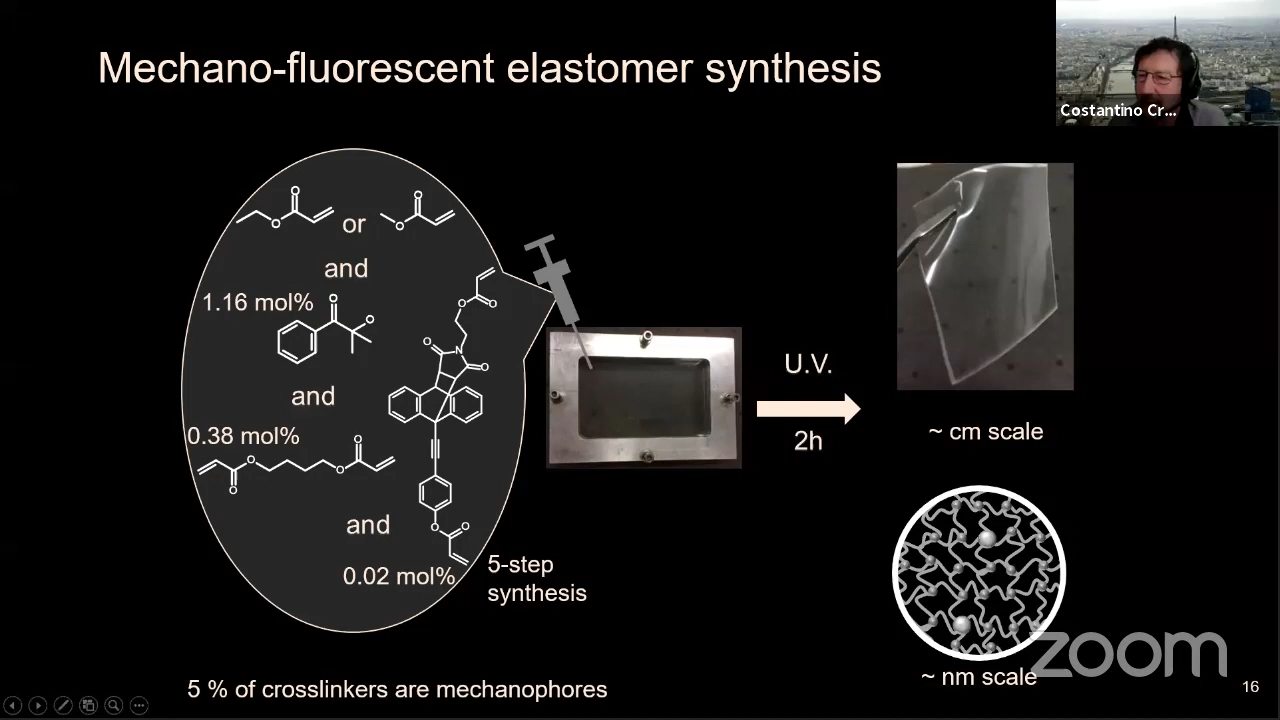 Mechano-fluorescent elastomer synthesis
Costantino Cr...
or
and
1.16 mol%
and
0.38 mol%
and
0.02 mol%
5-step
synthesis
U.V.
2h
~ cm scale
~ nm scale
zoom
5 % of crosslinkers are mechanophores
16
O
O
O
O
O
O
O
O
O
O
O
O
N
O
O
O
O